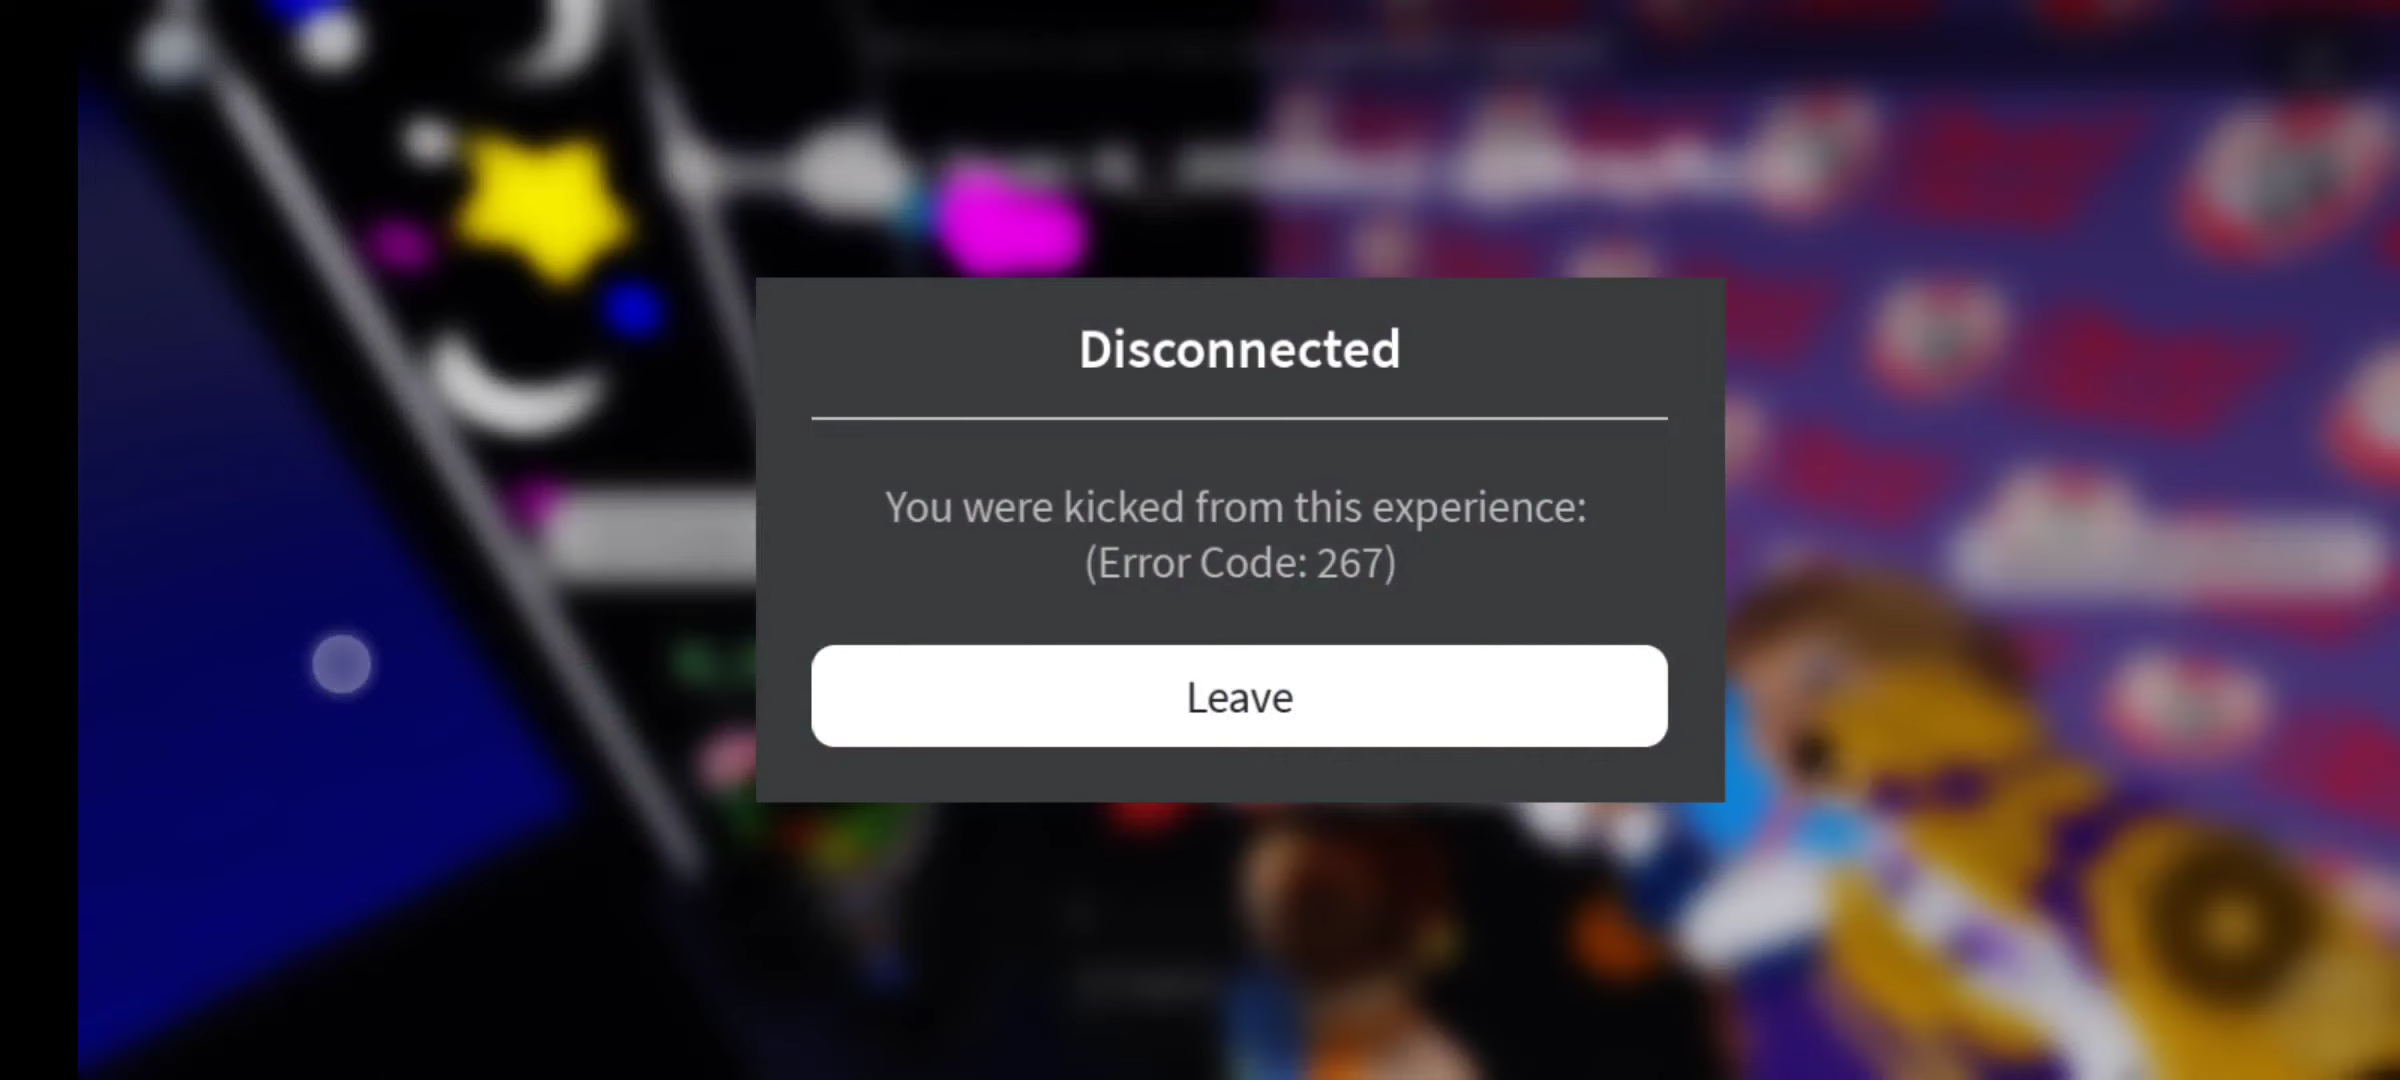 Disconnected
You were kicked from this experience:
(Error Code: 267)
Leave